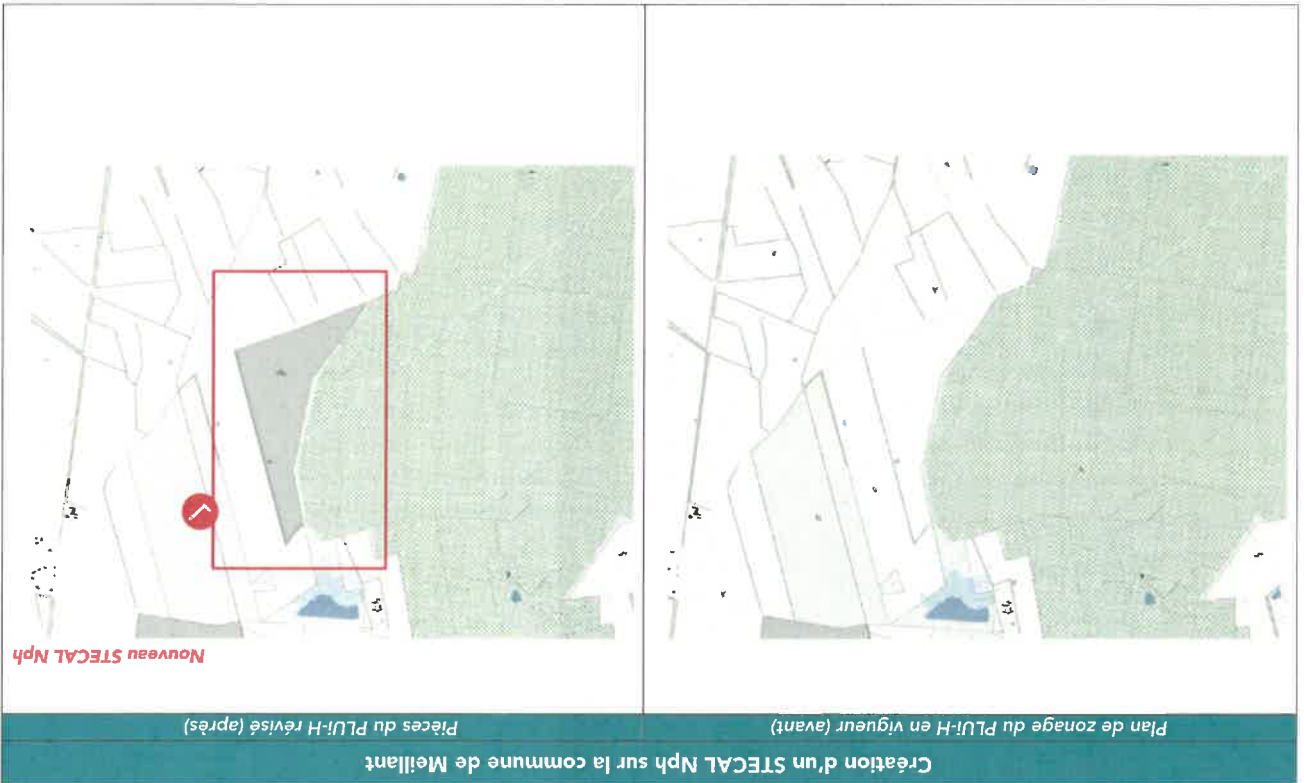 Création d'un STECAL Nph sur la commune de Meillant
Plan de zonage du PLUi-H en vigueur (avant)
Pièces du PLUi-H révisé (après)
Nouveau STECAL Nph